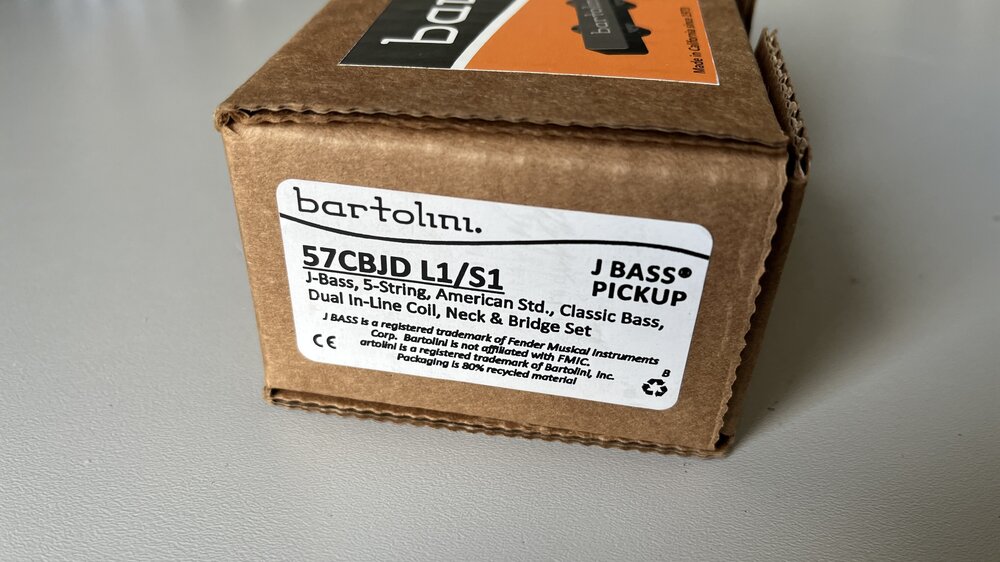 bartolini
Made in California since 1973
bartolini.
57CBJD L1/S1
J BASS®
PICKUP
J-Bass, 5-String, American Std., Classic Bass,
Dual In-Line Coil, Neck & Bridge Set
J BASS is a registered trademark of Fender Musical Instruments
Corp. Bartolini is not affiliated with FMIC.
artolini is a registered trademark of Bartolini, Inc.
Packaging is 80% recycled material
CE
B